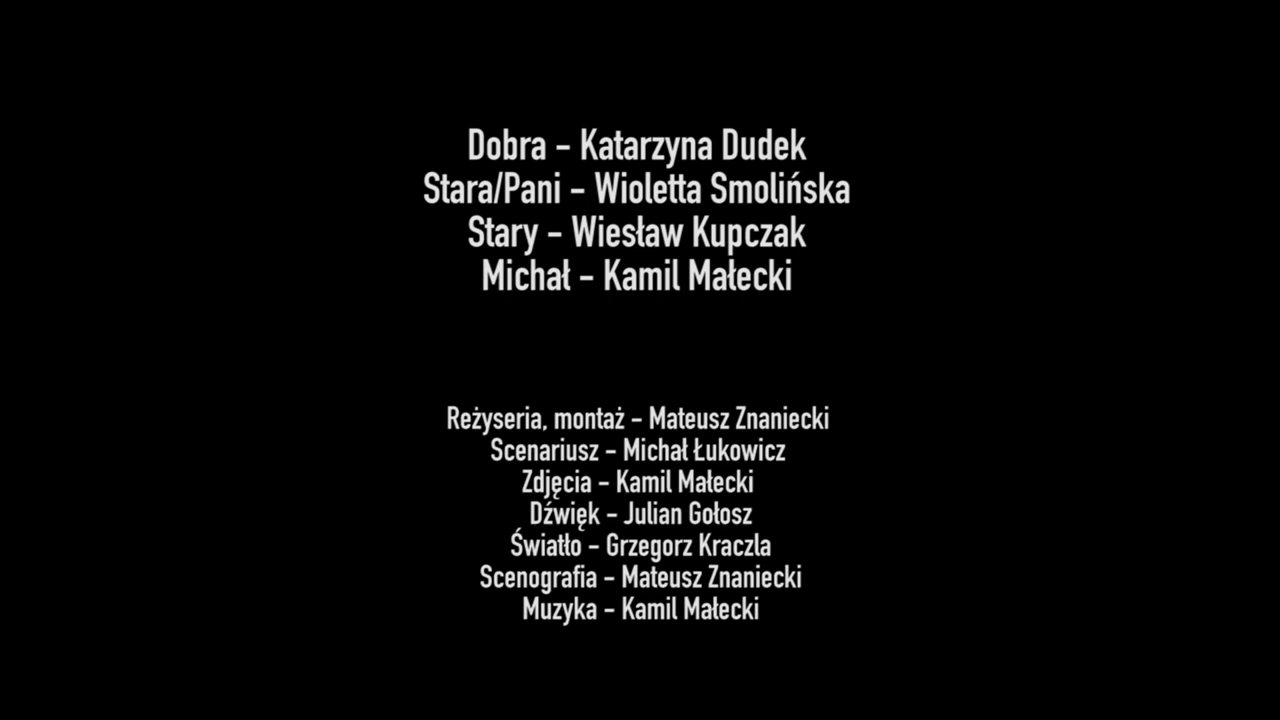 Dobra - Katarzyna Dudek
Stara/Pani - Wioletta Smolińska
Stary - Wiesław Kupczak
Michał - Kamil Małecki
Reżyseria, montaż - Mateusz Znaniecki
Scenariusz - Michał Łukowicz
Zdjęcia - Kamil Małecki
Dźwięk - Julian Gołosz
Światło - Grzegorz Kraczla
Scenografia - Mateusz Znaniecki
Muzyka - Kamil Małecki